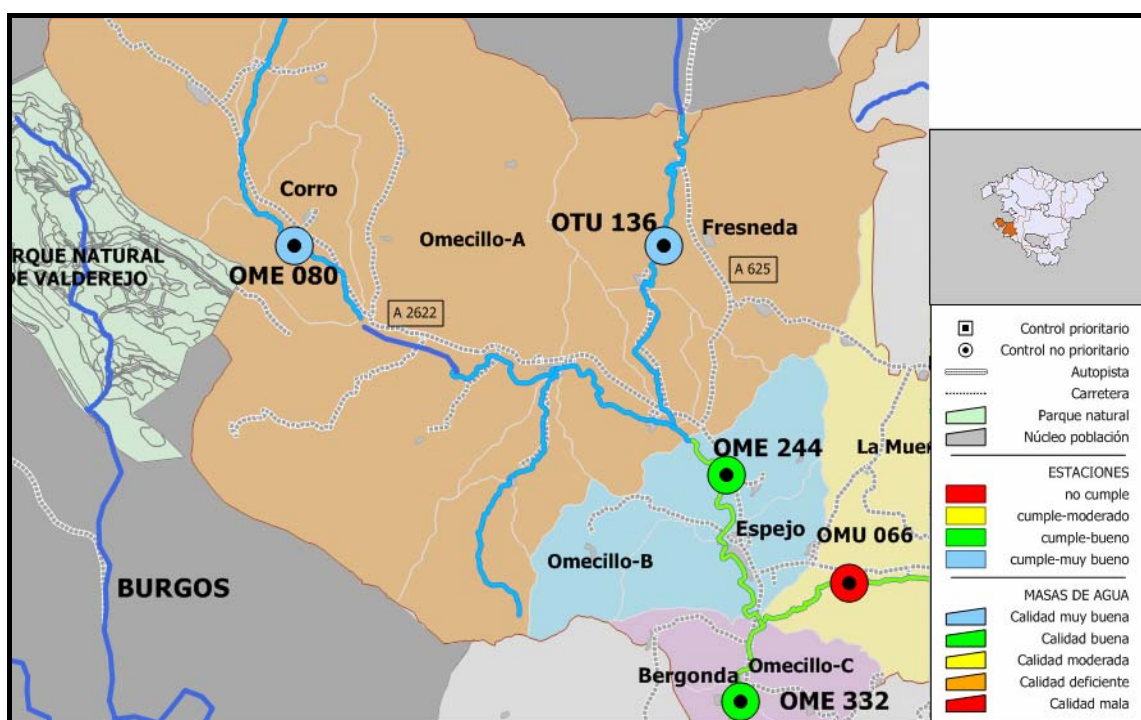 Corro
OTU 136
Fresneda
Omecillo-A
ARQUE NATURAL
DE VALDEREJO
OME 080
A 625
A 2622
OME 244
La Muer
Espejo
OMU 066
Omecillo-B
BURGOS
Bergonda
Omecillo-C
OME 332
Control prioritario
Control no prioritario
Autopista
Carretera
Parque natural
Núcleo población
ESTACIONES
no cumple
cumple-moderado
cumple-bueno
cumple-muy bueno
MASAS DE AGUA
Calidad muy buena
Calidad buena
Calidad moderada
Calidad deficiente
Calidad mala